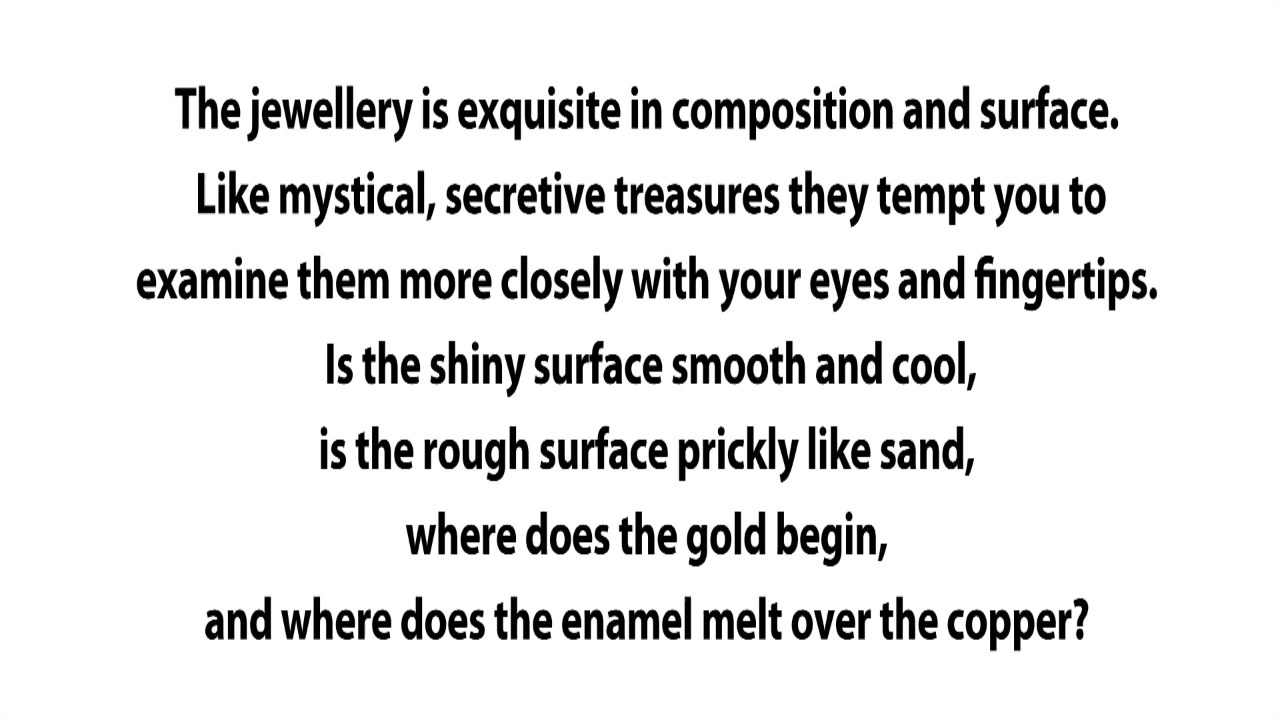 The jewellery is exquisite in composition and surface.
Like mystical, secretive treasures they tempt you to
examine them more closely with your eyes and fingertips.
Is the shiny surface smooth and cool,
is the rough surface prickly like sand,
where does the gold begin,
and where does the enamel melt over the copper?